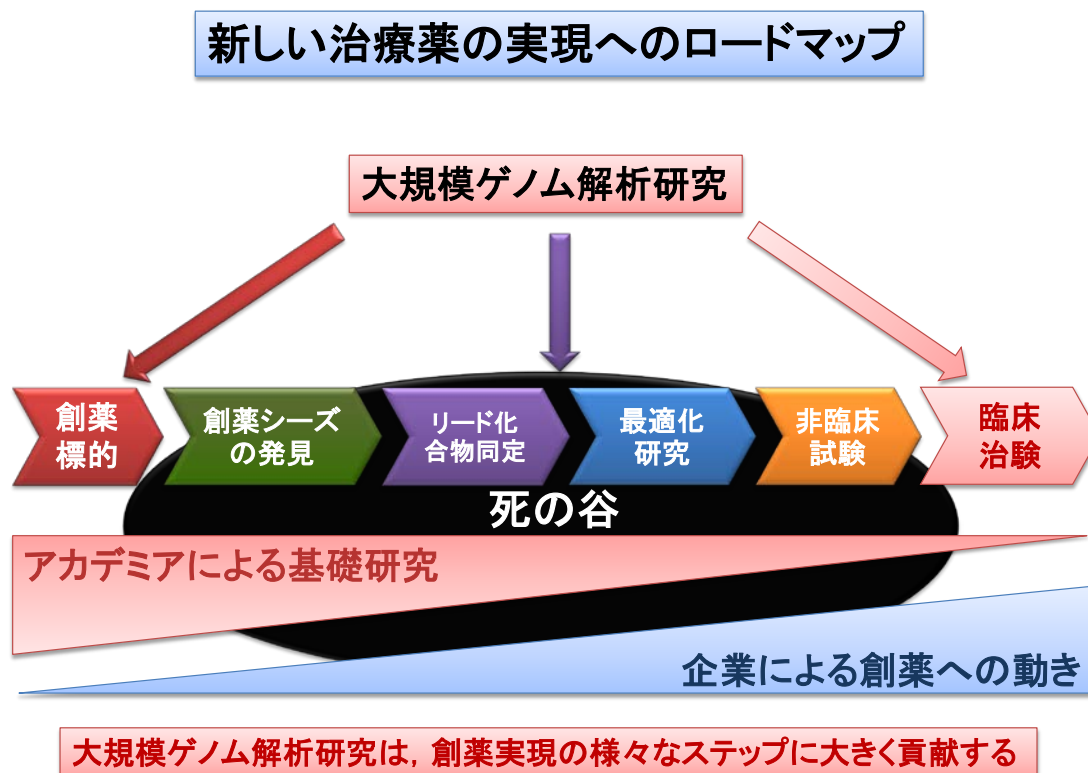 新しい治療薬の実現へのロードマップ
大規模ゲノム解析研究
創薬
標的
創薬シーズ
の発見
リード化
合物同定
最適化
研究
非臨床
試験
臨床
治験
死の谷
アカデミアによる基礎研究
企業による創薬への動き
大規模ゲノム解析研究は，創薬実現の様々なステップに大きく貢献する